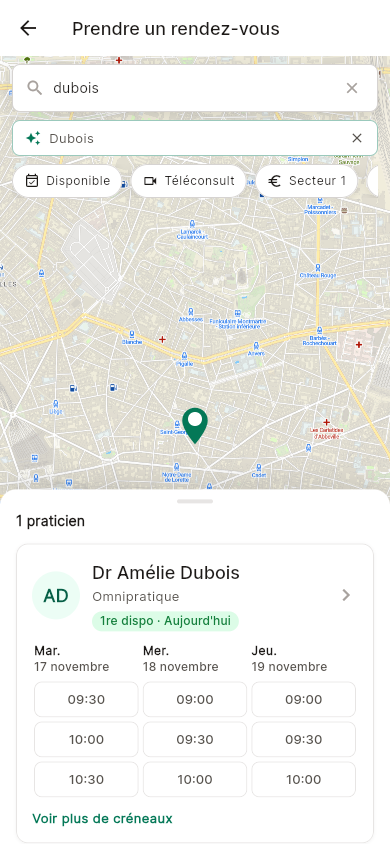 Prendre un rendez-vous
dubois
Dubois
Disponible
Téléconsult
Secteur 1
Simplon
Marcadet -
Poissonniers
Lamarck
Caulaincourt
Château Rouge
LLES
Abbesses
Funiculaire Montmartre
Station Inférieure
Blanche
Barbès -
Rochechouart
Anvers
Pigalle
Liège
Saint-Geor
Les Cariatides
d'Abbeville
Notre-Dame
de Lorette
Cadet
1 praticien
AD
Dr Amélie Dubois
Omnipratique
1re dispo · Aujourd'hui
Mar. Mer. Jeu.
17 novembre 18 novembre 19 novembre
09:30 09:00 09:00
10:00 09:30 09:30
10:30 10:00 10:00
Voir plus de créneaux